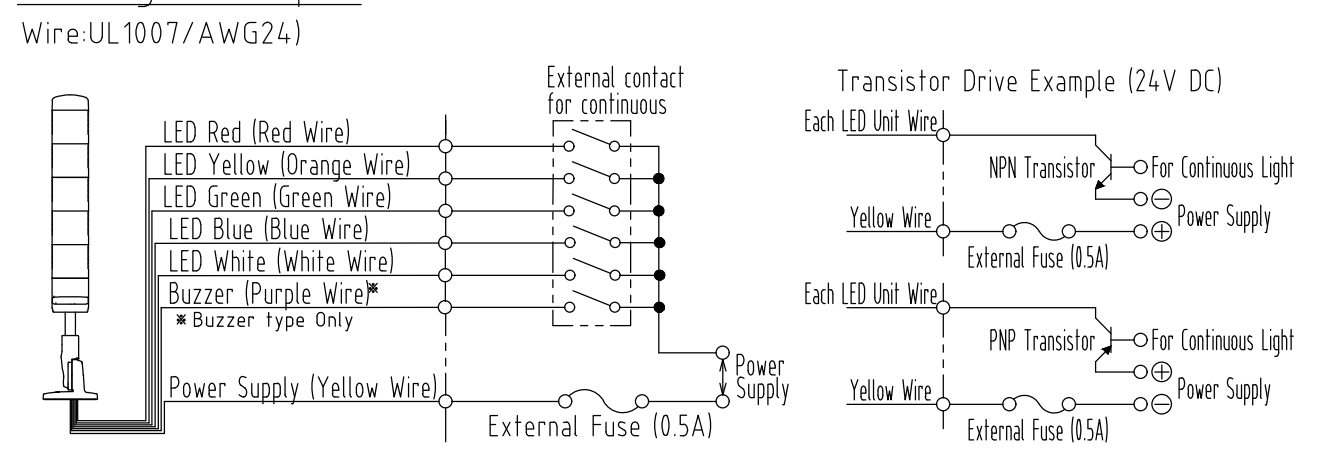 Wire:UL1007/AWG24)
External contact
for continuous
LED Red (Red Wire)
LED Yellow (Orange Wire)
LED Green (Green Wire)
LED Blue (Blue Wire)
LED White (White Wire)
Buzzer (Purple Wire)※
※Buzzer type Only
Power Supply (Yellow Wire)
External Fuse (0.5A)
Power
Supply
Transistor Drive Example (24V DC)
Each LED Unit Wire
NPN Transistor
For Continuous Light
⊖
Power Supply
⊕
Yellow Wire
External Fuse (0.5A)
Each LED Unit Wire
PNP Transistor
For Continuous Light
⊕
Power Supply
⊖
Yellow Wire
External Fuse (0.5A)